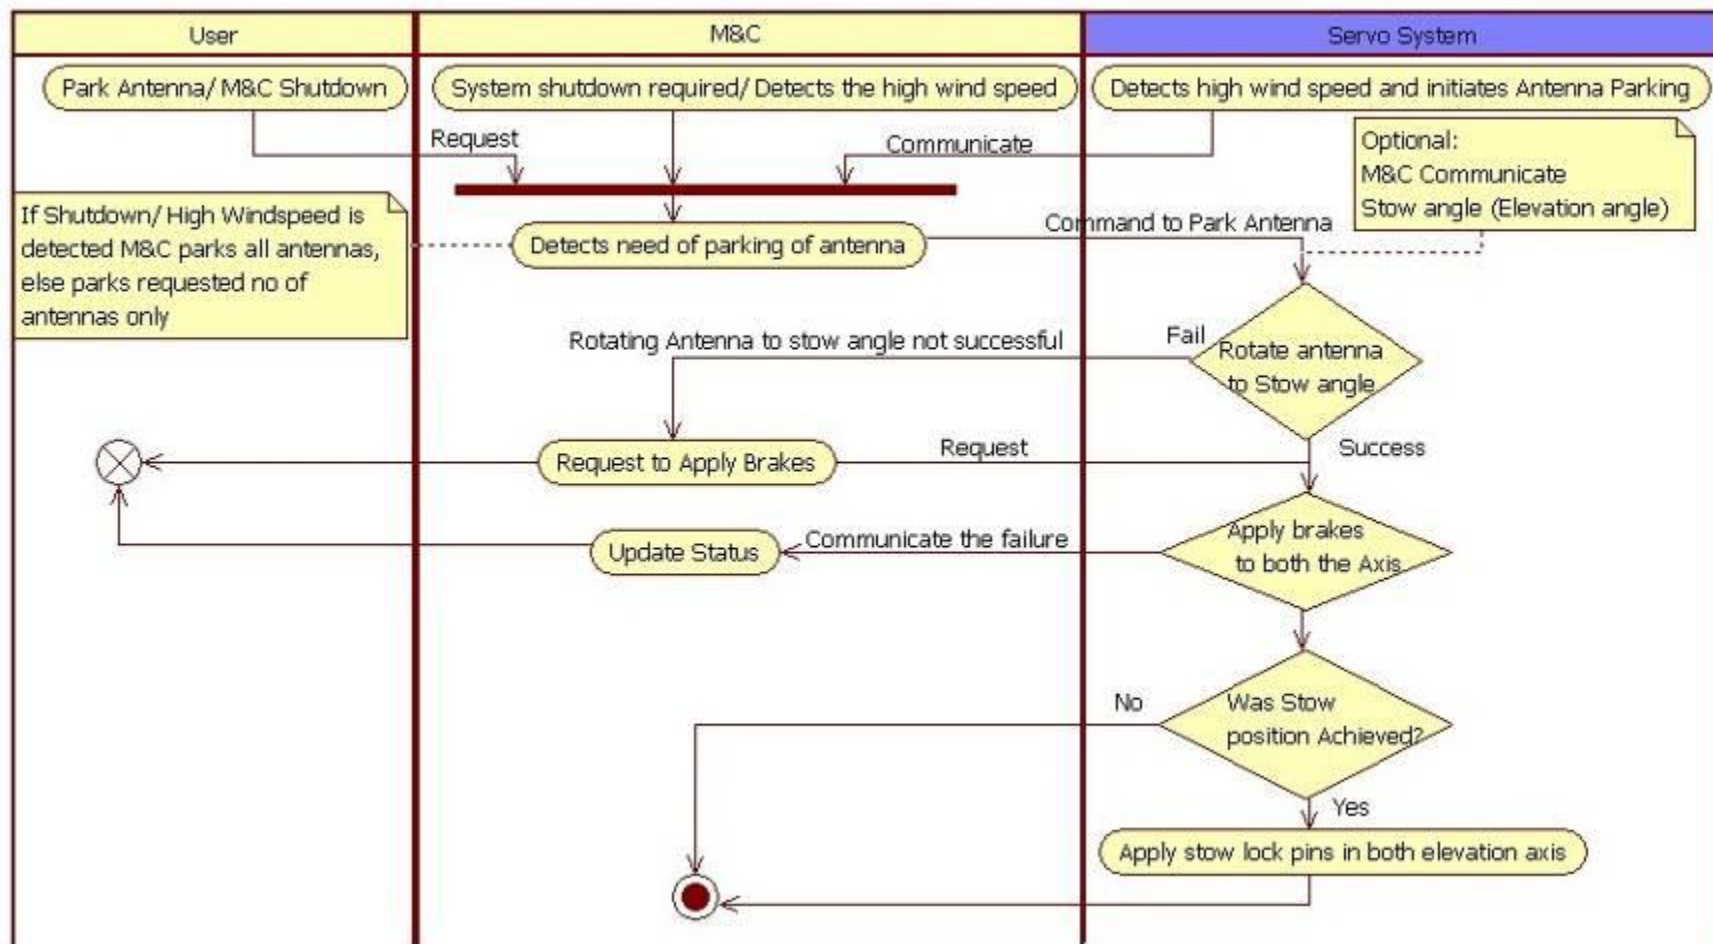 User
M&C
Servo System
Park Antenna/ M&C Shutdown
System shutdown required/ Detects the high wind speed
Detects high wind speed and initiates Antenna Parking
Request
Communicate
Optional:
M&C Communicate
Stow angle (Elevation angle)
If Shutdown/ High Windspeed is
detected M&C parks all antennas,
else parks requested no of
antennas only
Detects need of parking of antenna
Command to Park Antenna
Rotating Antenna to stow angle not successful
Fail
Rotate antenna
to Stow angle
Request to Apply Brakes
Request
Success
Update Status
Communicate the failure
Apply brakes
to both the Axis
No
Was Stow
position Achieved?
Yes
Apply stow lock pins in both elevation axis